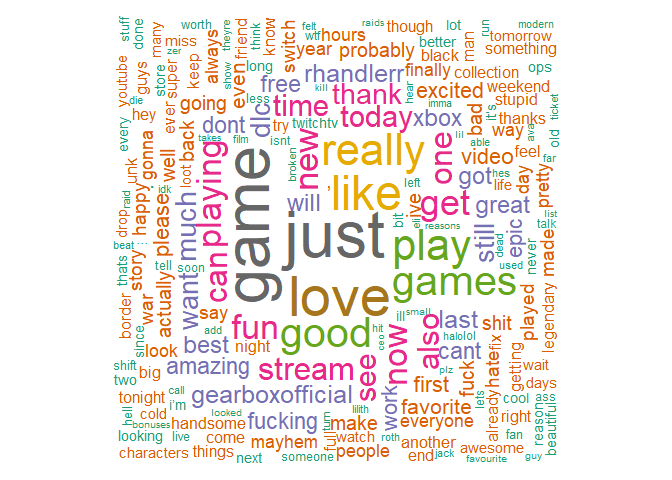 stuff
done
youtube
die
every
hey
many
guys
store
zer
ever
super
worth
miss
keep
always
takes
show
theyre
even
friend
felt
know
think
long
less
wtf
switch
year
free
try
isnt
raids
hours
probably
kill
though
rhandlerr
time
thank
twitchtv
lot
better
finally
hear
today
black
excited
imma
xbox
man
collection
bad
lil
run
tomorrow
something
weekend
stupid
thanks
able
way
it's
modern
ops
ava
ticket
old
going
film
dont
dlc
new
broken
really
one
video
feel
far
unk
gonna
well
back
loot
idk
raid
drop
happy
please
much
playing
game
will
like
live
bit
left
get
got
great
hes
life
day
pretty
list
talk
reasons
eli
beat
...
thats
story
tell
actually
soon
want
can
just
play
games
still
epic
dead
used
never
made
border
war
since
look
say
add
fun
love
good
hit
ill
small
halolol
now
also
last
cant
played
shit
fix
legendary
shift
two
big
best
night
amazing
stream
ceo
see
plz
first
fuck
hate
getting
wait
days
tonight
call
i'm
gearboxofficial
work
favorite
lets
already
cool
ass
hell
cold
handsome
looked
fucking
lilith
tum
make
everyone
right
reason
beautiful
bonuses
looking
live
come
mayhem
full
watch
roth
another
awesome
fan
characters
things
next
someone
people
jack
end
favourite
guy